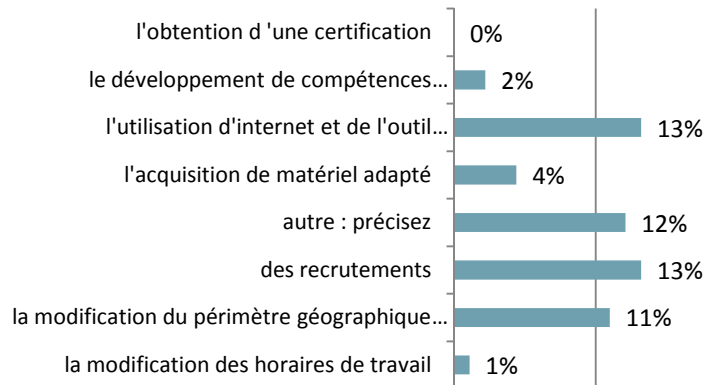 l'obtention d 'une certification 0%
le développement de compétences… 2%
l'utilisation d'internet et de l'outil… 13%
l'acquisition de matériel adapté 4%
autre : précisez 12%
des recrutements 13%
la modification du périmètre géographique… 11%
la modification des horaires de travail 1%